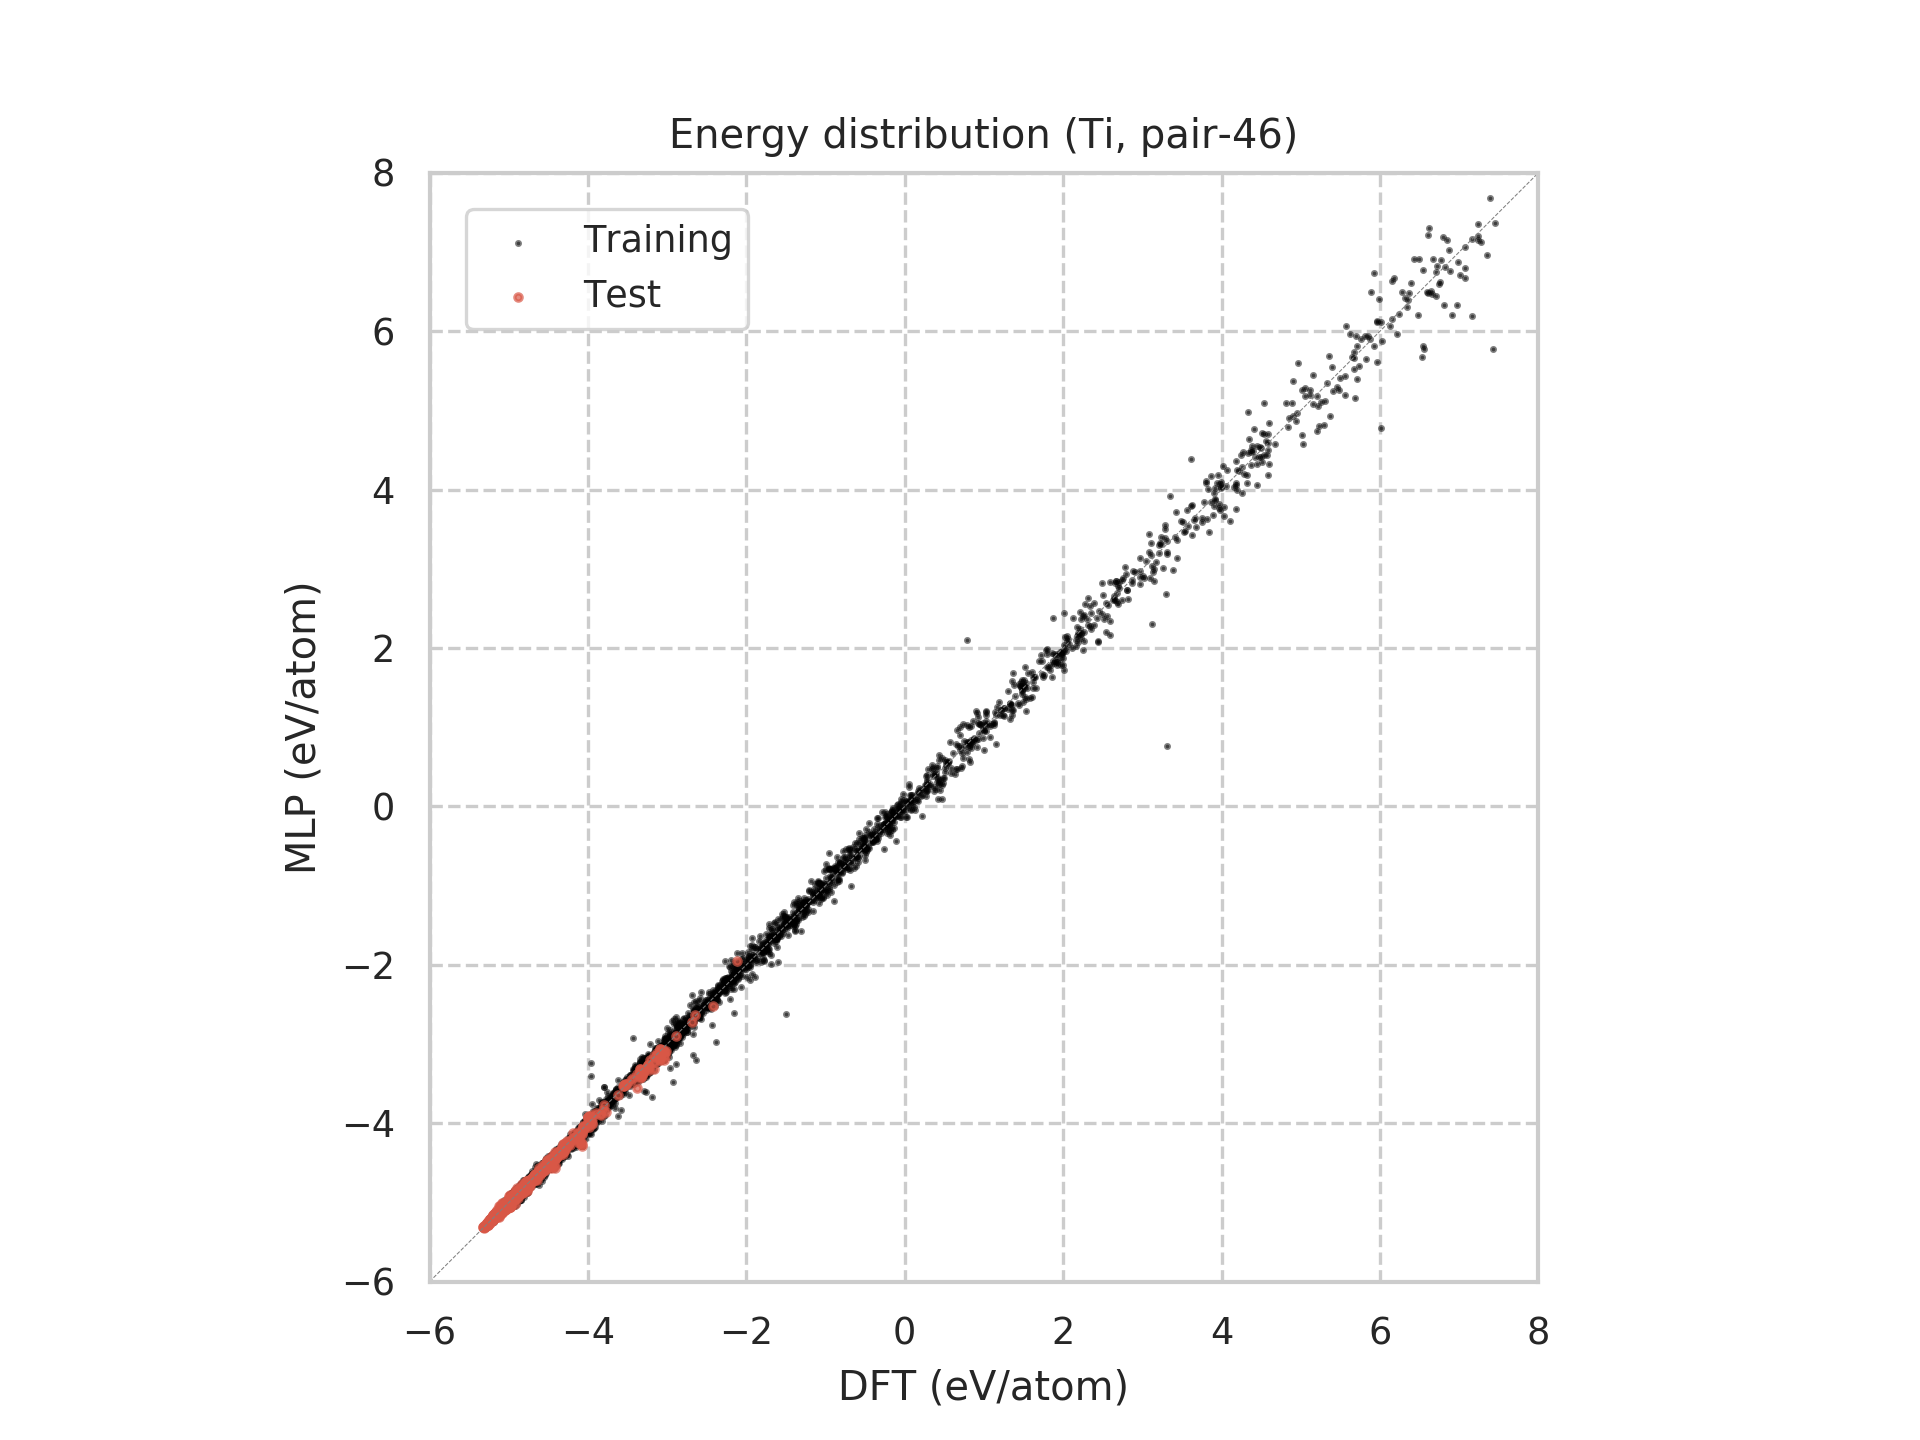 Energy distribution (Ti, pair-46)
8
6
4
2
0
−2
−4
−6
MLP (eV/atom)
Training
Test
−6 −4 −2 0 2 4 6 8
DFT (eV/atom)